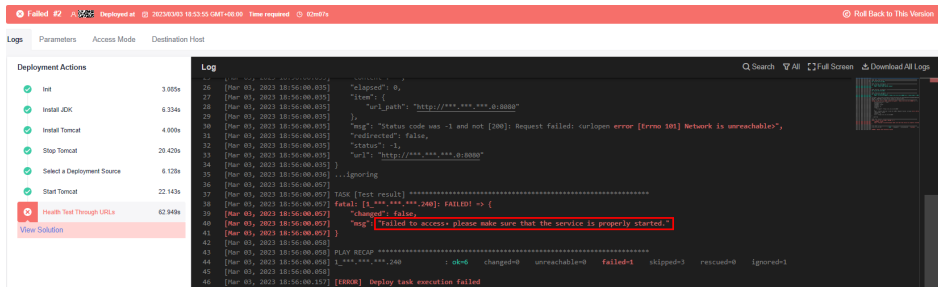 Failed #2 Deployed at 2023/03/03 18:53:55 GMT+08:00 Time required 02m07s Roll Back to This Version
Logs Parameters Access Mode Destination Host
Deployment Actions
Init 3.085s
Install JDK 6.334s
Install Tomcat 4.000s
Stop Tomcat 20.420s
Select a Deployment Source 6.128s
Start Tomcat 22.143s
Health Test Through URLs 62.949s
View Solution
Log Search All Full Screen Download All Logs
26 [Mar 03, 2023 18:56:00.035] "elapsed": 0,
27 [Mar 03, 2023 18:56:00.035] "item": {
28 [Mar 03, 2023 18:56:00.035] "url_path": "http://***.***.***.0:8080"
29 [Mar 03, 2023 18:56:00.035] },
30 [Mar 03, 2023 18:56:00.035] "msg": "Status code was -1 and not [200]: Request failed: <urlopen error [Errno 101] Network is unreachable>",
31 [Mar 03, 2023 18:56:00.035] "redirected": false,
32 [Mar 03, 2023 18:56:00.035] "status": -1,
33 [Mar 03, 2023 18:56:00.035] "url": "http://***.***.***.0:8080"
34 [Mar 03, 2023 18:56:00.035] }
35 [Mar 03, 2023 18:56:00.036] ...ignoring
36 [Mar 03, 2023 18:56:00.057]
37 [Mar 03, 2023 18:56:00.057] TASK [Test result] ****************************************************
38 [Mar 03, 2023 18:56:00.057] fatal: [1_***.***.***.240]: FAILED! => {
39 [Mar 03, 2023 18:56:00.057] "changed": false,
40 [Mar 03, 2023 18:56:00.057] "msg": "Failed to access, please make sure that the service is properly started."
41 [Mar 03, 2023 18:56:00.057] }
42 [Mar 03, 2023 18:56:00.058]
43 [Mar 03, 2023 18:56:00.058] PLAY RECAP ****************************************************
44 [Mar 03, 2023 18:56:00.058] 1_***.***.***.240 : ok=6 changed=0 unreachable=0 failed=1 skipped=3 rescued=0 ignored=1
45 [Mar 03, 2023 18:56:00.058]
46 [Mar 03, 2023 18:56:00.157] [ERROR] Deploy task execution failed